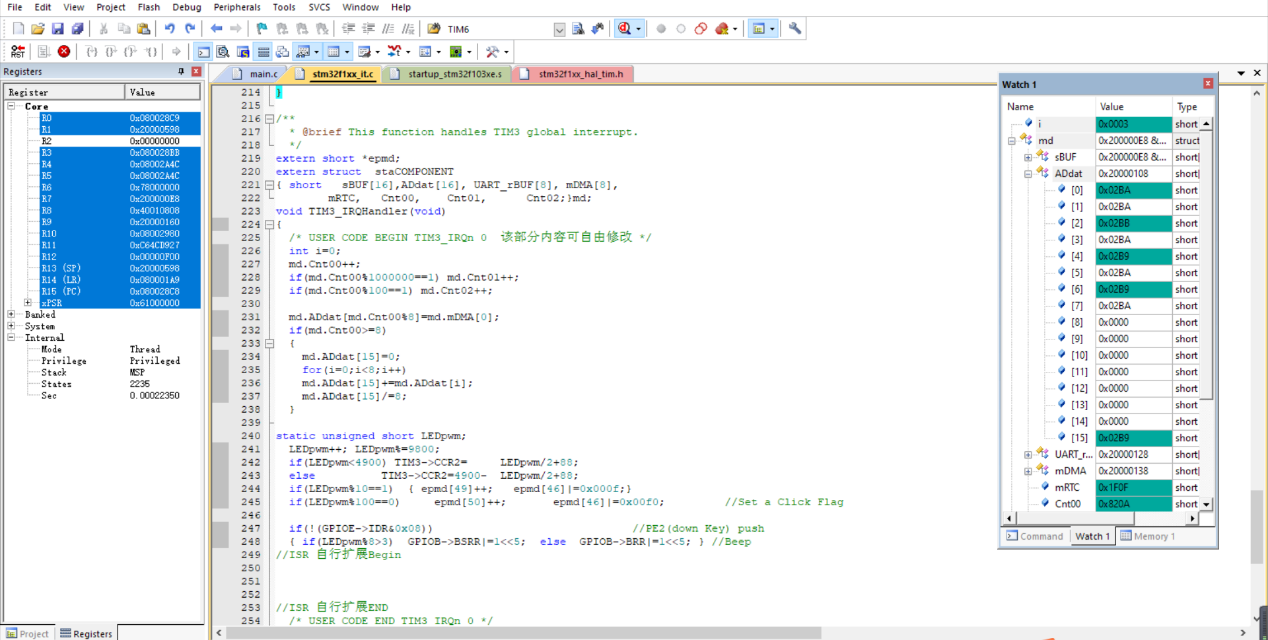 File Edit View Project Flash Debug Peripherals Tools SVCS Window Help
TIM6
RST
Registers
Register Value
Core
R0 0x080028C9
R1 0x20000598
R2 0x00000000
R3 0x080028BB
R4 0x08002A4C
R5 0x08002A4C
R6 0x78000000
R7 0x200000E8
R8 0x40010808
R9 0x20000160
R10 0x08002980
R11 0xC64CD927
R12 0x00000F00
R13 (SP) 0x20000598
R14 (LR) 0x080001A9
R15 (PC) 0x080028C8
xPSR 0x61000000
Banked
System
Internal
Mode Thread
Privilege Privileged
Stack MSP
States 2235
Sec 0.00022350
Project Registers
main.c stm32f1xx_it.c startup_stm32f103xe.s stm32f1xx_hal_tim.h
214 }
215
216 /**
217 * @brief This function handles TIM3 global interrupt.
218 */
219 extern short *epmd;
220 extern struct staCOMPONENT
221 { short sBUF[16],ADdat[16], UART_rBUF[8], mDMA[8],
222 mRTC, Cnt00, Cnt01, Cnt02;}md;
223 void TIM3_IRQHandler(void)
224 {
225 /* USER CODE BEGIN TIM3_IRQn 0 该部分内容可自由修改 */
226 int i=0;
227 md.Cnt00++;
228 if(md.Cnt00%1000000==1) md.Cnt01++;
229 if(md.Cnt00%100==1) md.Cnt02++;
230
231 md.ADdat[md.Cnt00%8]=md.mDMA[0];
232 if(md.Cnt00>=8)
233 {
234 md.ADdat[15]=0;
235 for(i=0;i<8;i++)
236 md.ADdat[15]+=md.ADdat[i];
237 md.ADdat[15]/=8;
238 }
239
240 static unsigned short LEDpwm;
241 LEDpwm++; LEDpwm%=9800;
242 if(LEDpwm<4900) TIM3->CCR2= LEDpwm/2+88;
243 else TIM3->CCR2=4900- LEDpwm/2+88;
244 if(LEDpwm%10==1) { epmd[49]++; epmd[46]|=0x000f;}
245 if(LEDpwm%100==0) epmd[50]++; epmd[46]|=0x00f0; //Set a Click Flag
246
247 if(!(GPIOE->IDR&0x08)) //PE2(down Key) push
248 { if(LEDpwm%8>3) GPIOB->BSRR|=1<<5; else GPIOB->BRR|=1<<5; } //Beep
249 //ISR 自行扩展Begin
250
251
252
253 //ISR 自行扩展END
254 /* USER CODE END TIM3_IRQn 0 */
Watch 1
Name Value Type
i 0x0003 short
md 0x200000E8 &... struct
sBUF 0x200000E8 &... short[
ADdat 0x20000108 short[
[0] 0x02BA short
[1] 0x02BA short
[2] 0x02BB short
[3] 0x02BA short
[4] 0x02B9 short
[5] 0x02BA short
[6] 0x02B9 short
[7] 0x02BA short
[8] 0x0000 short
[9] 0x0000 short
[10] 0x0000 short
[11] 0x0000 short
[12] 0x0000 short
[13] 0x0000 short
[14] 0x0000 short
[15] 0x02B9 short
UART_r... 0x20000128 short[
mDMA 0x20000138 short[
mRTC 0x1F0F short
Cnt00 0x820A short
Command Watch 1 Memory 1